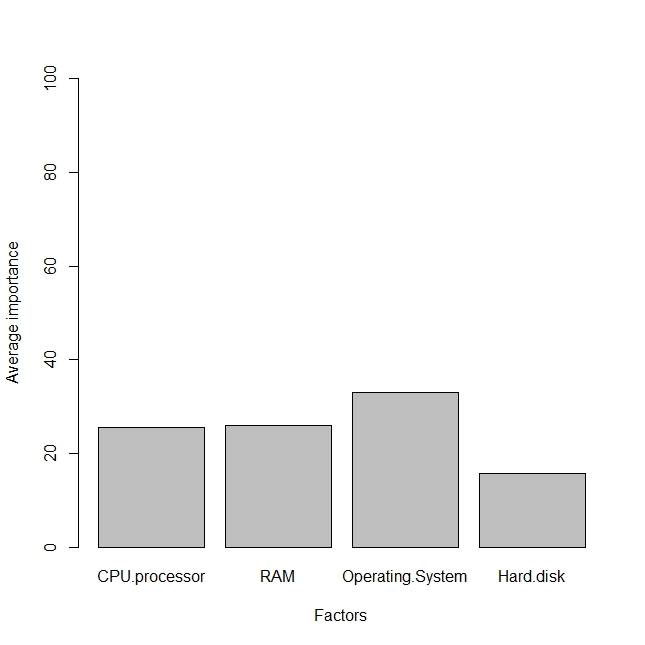 100
80
60
40
20
0
Average importance
CPU.processor RAM Operating.System Hard.disk
Factors